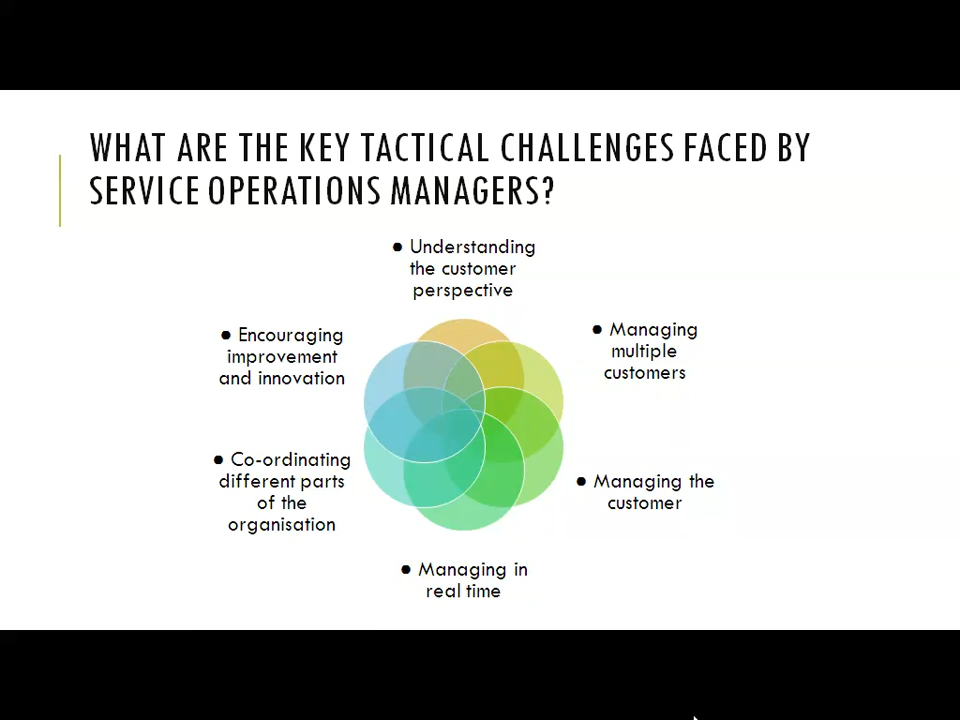 WHAT ARE THE KEY TACTICAL CHALLENGES FACED BY
SERVICE OPERATIONS MANAGERS?
● Understanding
the customer
perspective
● Managing
multiple
customers
● Managing the
customer
● Managing in
real time
● Co-ordinating
different parts
of the
organisation
● Encouraging
improvement
and innovation